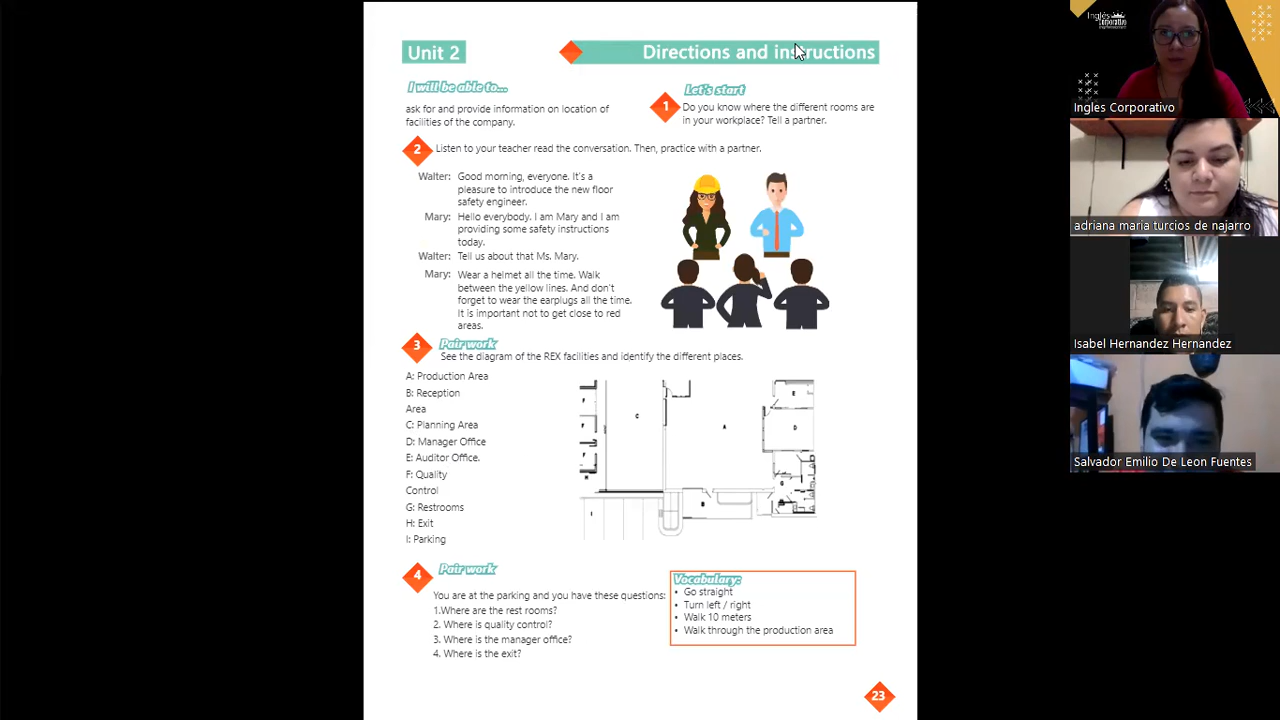 Unit 2
Directions and instructions
I will be able to...
ask for and provide information on location of
facilities of the company.
Let's start
1
Do you know where the different rooms are
in your workplace? Tell a partner.
2
Listen to your teacher read the conversation. Then, practice with a partner.
Walter: Good morning, everyone. It's a
pleasure to introduce the new floor
safety engineer.
Mary: Hello everybody. I am Mary and I am
providing some safety instructions
today.
Walter: Tell us about that Ms. Mary.
Mary: Wear a helmet all the time. Walk
between the yellow lines. And don't
forget to wear the earplugs all the time.
It is important not to get close to red
areas.
3
Pair work
See the diagram of the REX facilities and identify the different places.
A: Production Area
B: Reception
Area
C: Planning Area
D: Manager Office
E: Auditor Office.
F: Quality
Control
G: Restrooms
H: Exit
I: Parking
F
F
F
H
C
A
E
D
G
B
I
4
Pair work
You are at the parking and you have these questions:
1.Where are the rest rooms?
2. Where is quality control?
3. Where is the manager office?
4. Where is the exit?
Vocabulary:
• Go straight
• Turn left / right
• Walk 10 meters
• Walk through the production area
23
Inglés
Corporativo
Ingles Corporativo
adriana maria turcios de najarro
Isabel Hernandez Hernandez
Salvador Emilio De Leon Fuentes